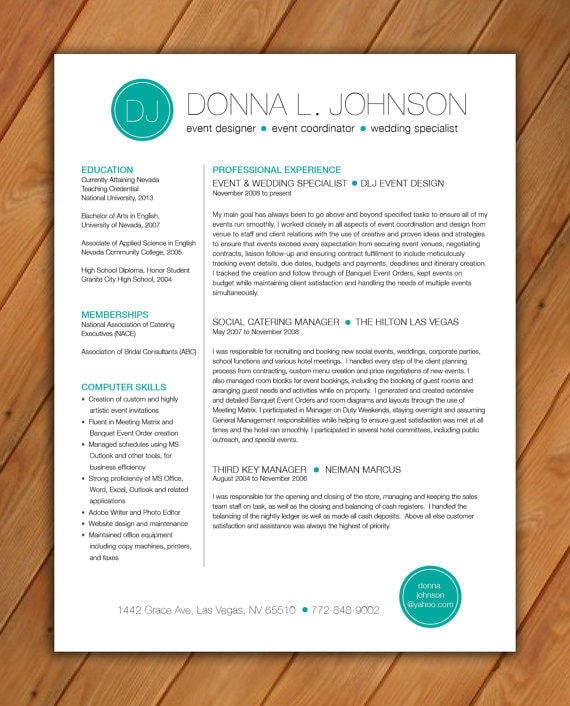 DJ
DONNA L. JOHNSON
event designer ● event coordinator ● wedding specialist
EDUCATION
Currently Attaining Nevada
Teaching Credential
National University, 2013
Bachelor of Arts in English,
University of Nevada, 2007
Associate of Applied Science in English
Nevada Community College, 2005
High School Diploma, Honor Student
Granite City High School, 2004
MEMBERSHIPS
National Association of Catering
Executives (NACE)
Association of Bridal Consultants (ABC)
COMPUTER SKILLS
• Creation of custom and highly
artistic event invitations
• Fluent in Meeting Matrix and
Banquet Event Order creation
• Managed schedules using MS
Outlook and other tools, for
business efficiency
• Strong proficiency of MS Office,
Word, Excel, Outlook and related
applications
• Adobe Writer and Photo Editor
• Website design and maintenance
• Maintained office equipment
including copy machines, printers,
and faxes
PROFESSIONAL EXPERIENCE
EVENT & WEDDING SPECIALIST ● DLJ EVENT DESIGN
November 2008 to present
My main goal has always been to go above and beyond specified tasks to ensure all of my
events run smoothly. I worked closely in all aspects of event coordination and design from
venue to staff and client relations with the use of creative and proven ideas and strategies
to ensure that events exceed every expectation from securing event venues, negotiating
contracts, liaison follow-up and ensuring contract fulfillment to include meticulously
tracking event details, due dates, budgets and payments, deadlines and itinerary creation.
I tracked the creation and follow through of Banquet Event Orders, kept events on
budget while maintaining client satisfaction and handling the needs of multiple events
simultaneously.
SOCIAL CATERING MANAGER ● THE HILTON LAS VEGAS
May 2007 to November 2008
I was responsible for recruiting and booking new social events, weddings, corporate parties,
school functions and various hotel meetings. I handled every step of the client planning
process from contracting, custom menu creation and price negotiations of new events. I
also managed room blocks for event bookings, including the booking of guest rooms and
arranging guest needs and activities while on property. I generated and created extensive
and detailed Banquet Event Orders and room diagrams and layouts through the use of
Meeting Matrix. I participated in Manager on Duty Weekends, staying overnight and assuming
General Management responsibilities while helping to ensure guest satisfaction was met at all
times and the hotel ran smoothly. I participated in several hotel committees, including public
outreach, and special events.
THIRD KEY MANAGER ● NEIMAN MARCUS
August 2004 to November 2006
I was responsible for the opening and closing of the store, managing and keeping the sales
team staff on task, as well as the closing and balancing of cash registers. I handled the
balancing of the nightly ledger as well as made all cash deposits. Above all else customer
satisfaction and assistance was always the highest of priority.
1442 Grace Ave, Las Vegas, NV 65510 ● 772-848-9002
donna.
johnson
@yahoo.com